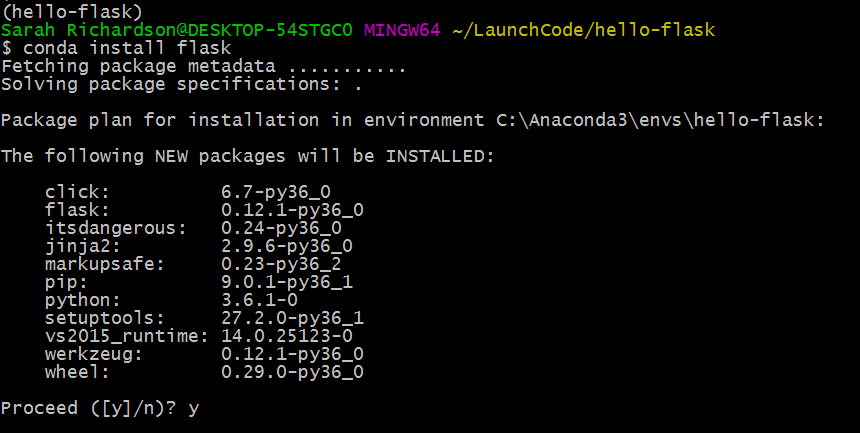 (hello-flask)
Sarah Richardson@DESKTOP-54STGC0 MINGW64 ~/LaunchCode/hello-flask
$ conda install flask
Fetching package metadata ...........
Solving package specifications: .
Package plan for installation in environment C:\Anaconda3\envs\hello-flask:
The following NEW packages will be INSTALLED:
    click:          6.7-py36_0
    flask:          0.12.1-py36_0
    itsdangerous:   0.24-py36_0
    jinja2:         2.9.6-py36_0
    markupsafe:     0.23-py36_2
    pip:            9.0.1-py36_1
    python:         3.6.1-0
    setuptools:     27.2.0-py36_1
    vs2015_runtime: 14.0.25123-0
    werkzeug:       0.12.1-py36_0
    wheel:          0.29.0-py36_0
Proceed ([y]/n)? y